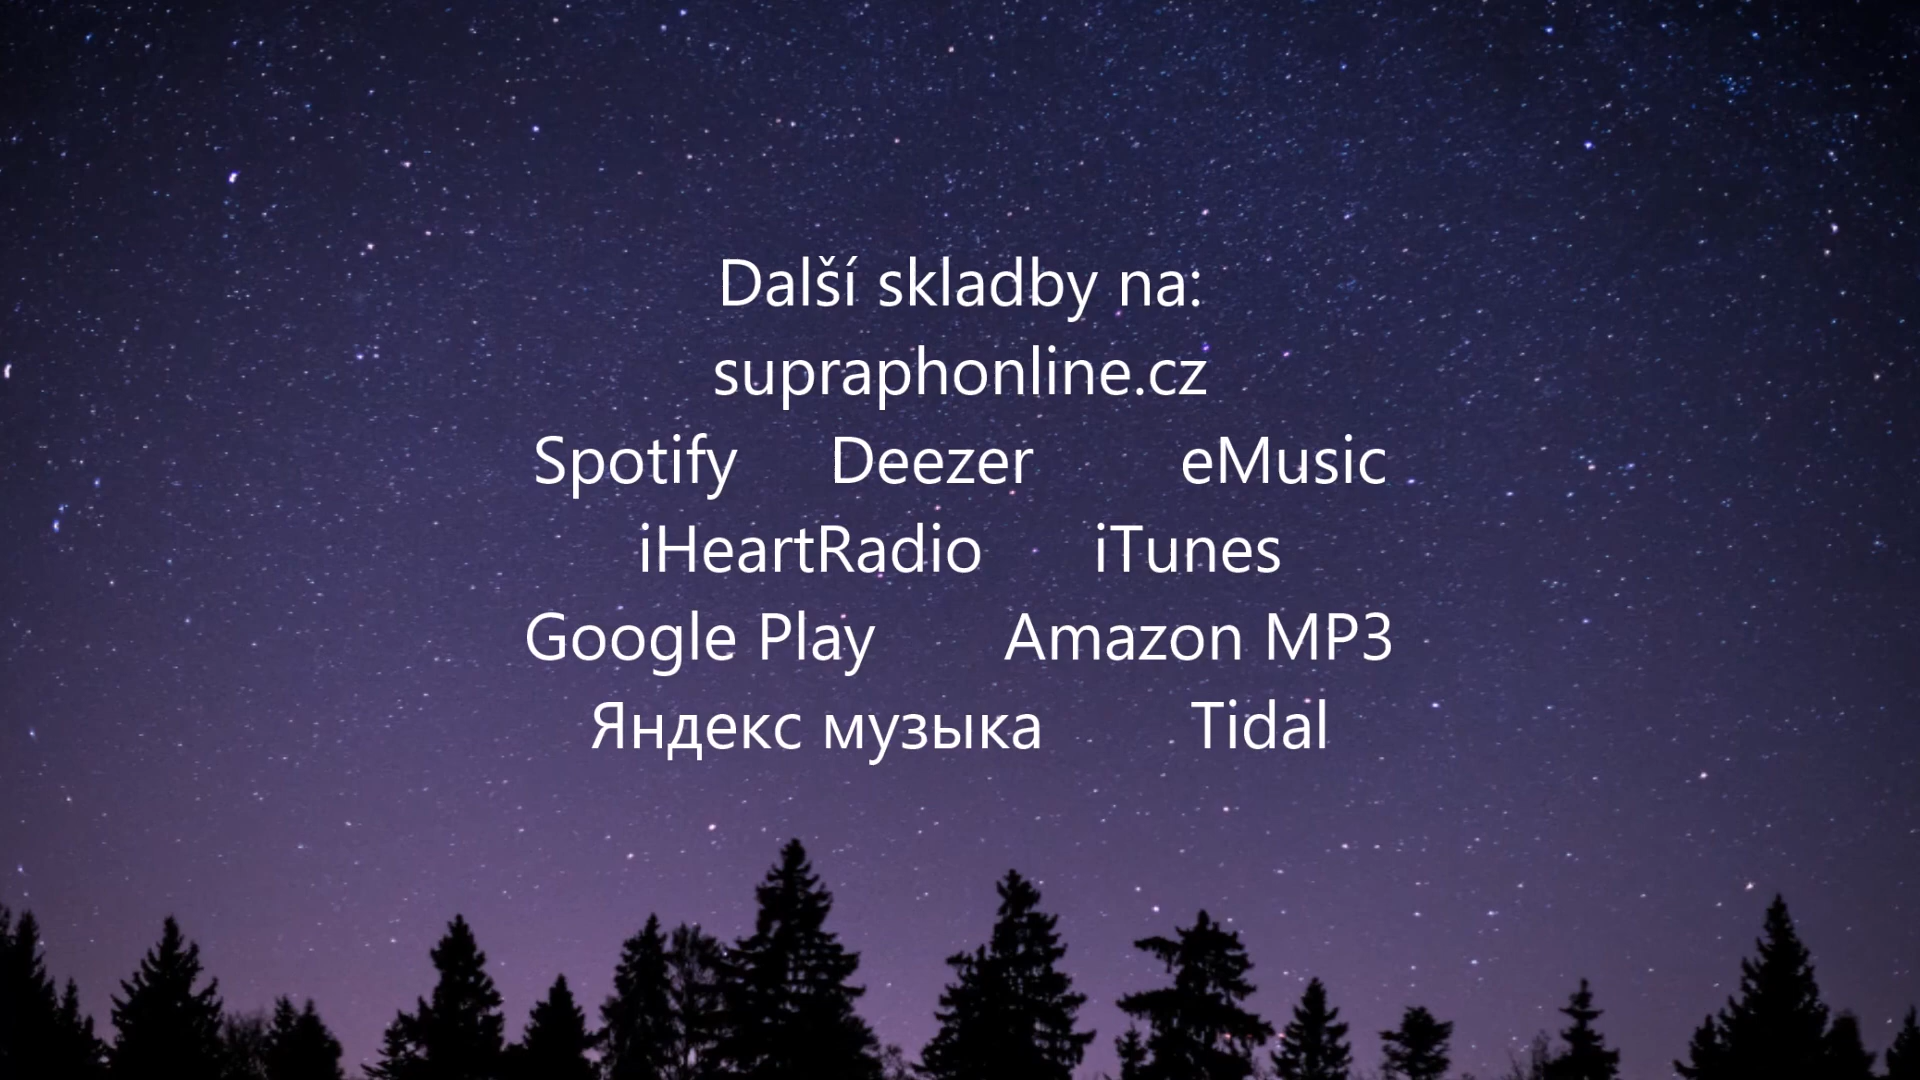 Další skladby na:
supraphonline.cz
Spotify Deezer eMusic
iHeartRadio iTunes
Google Play Amazon MP3
Яндекс музыка Tidal